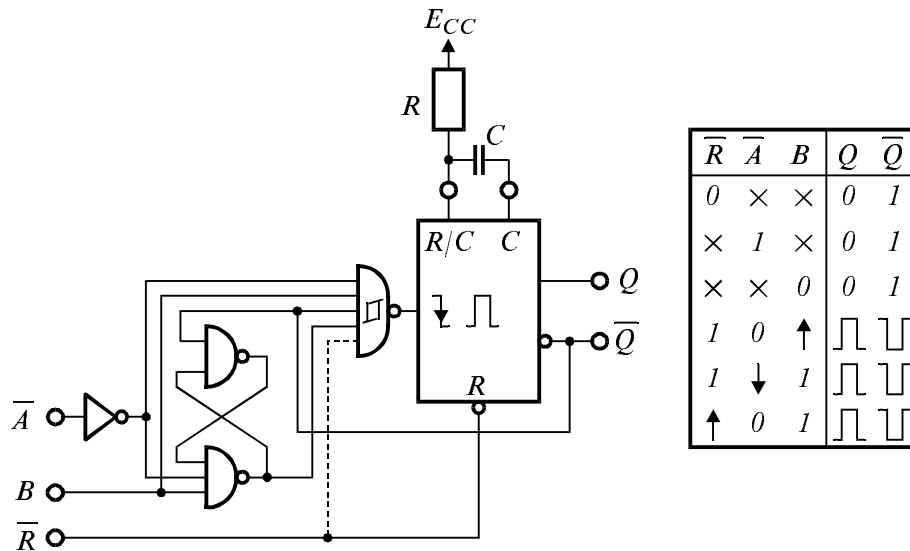 E_CC
R
C
R/C C
Q
Q̅
R
A̅
B
R̅
R̅ A̅ B Q Q̅
0 × × 0 1
× 1 × 0 1
× × 0 0 1
1 0 ↑
1 ↓ 1
↑ 0 1